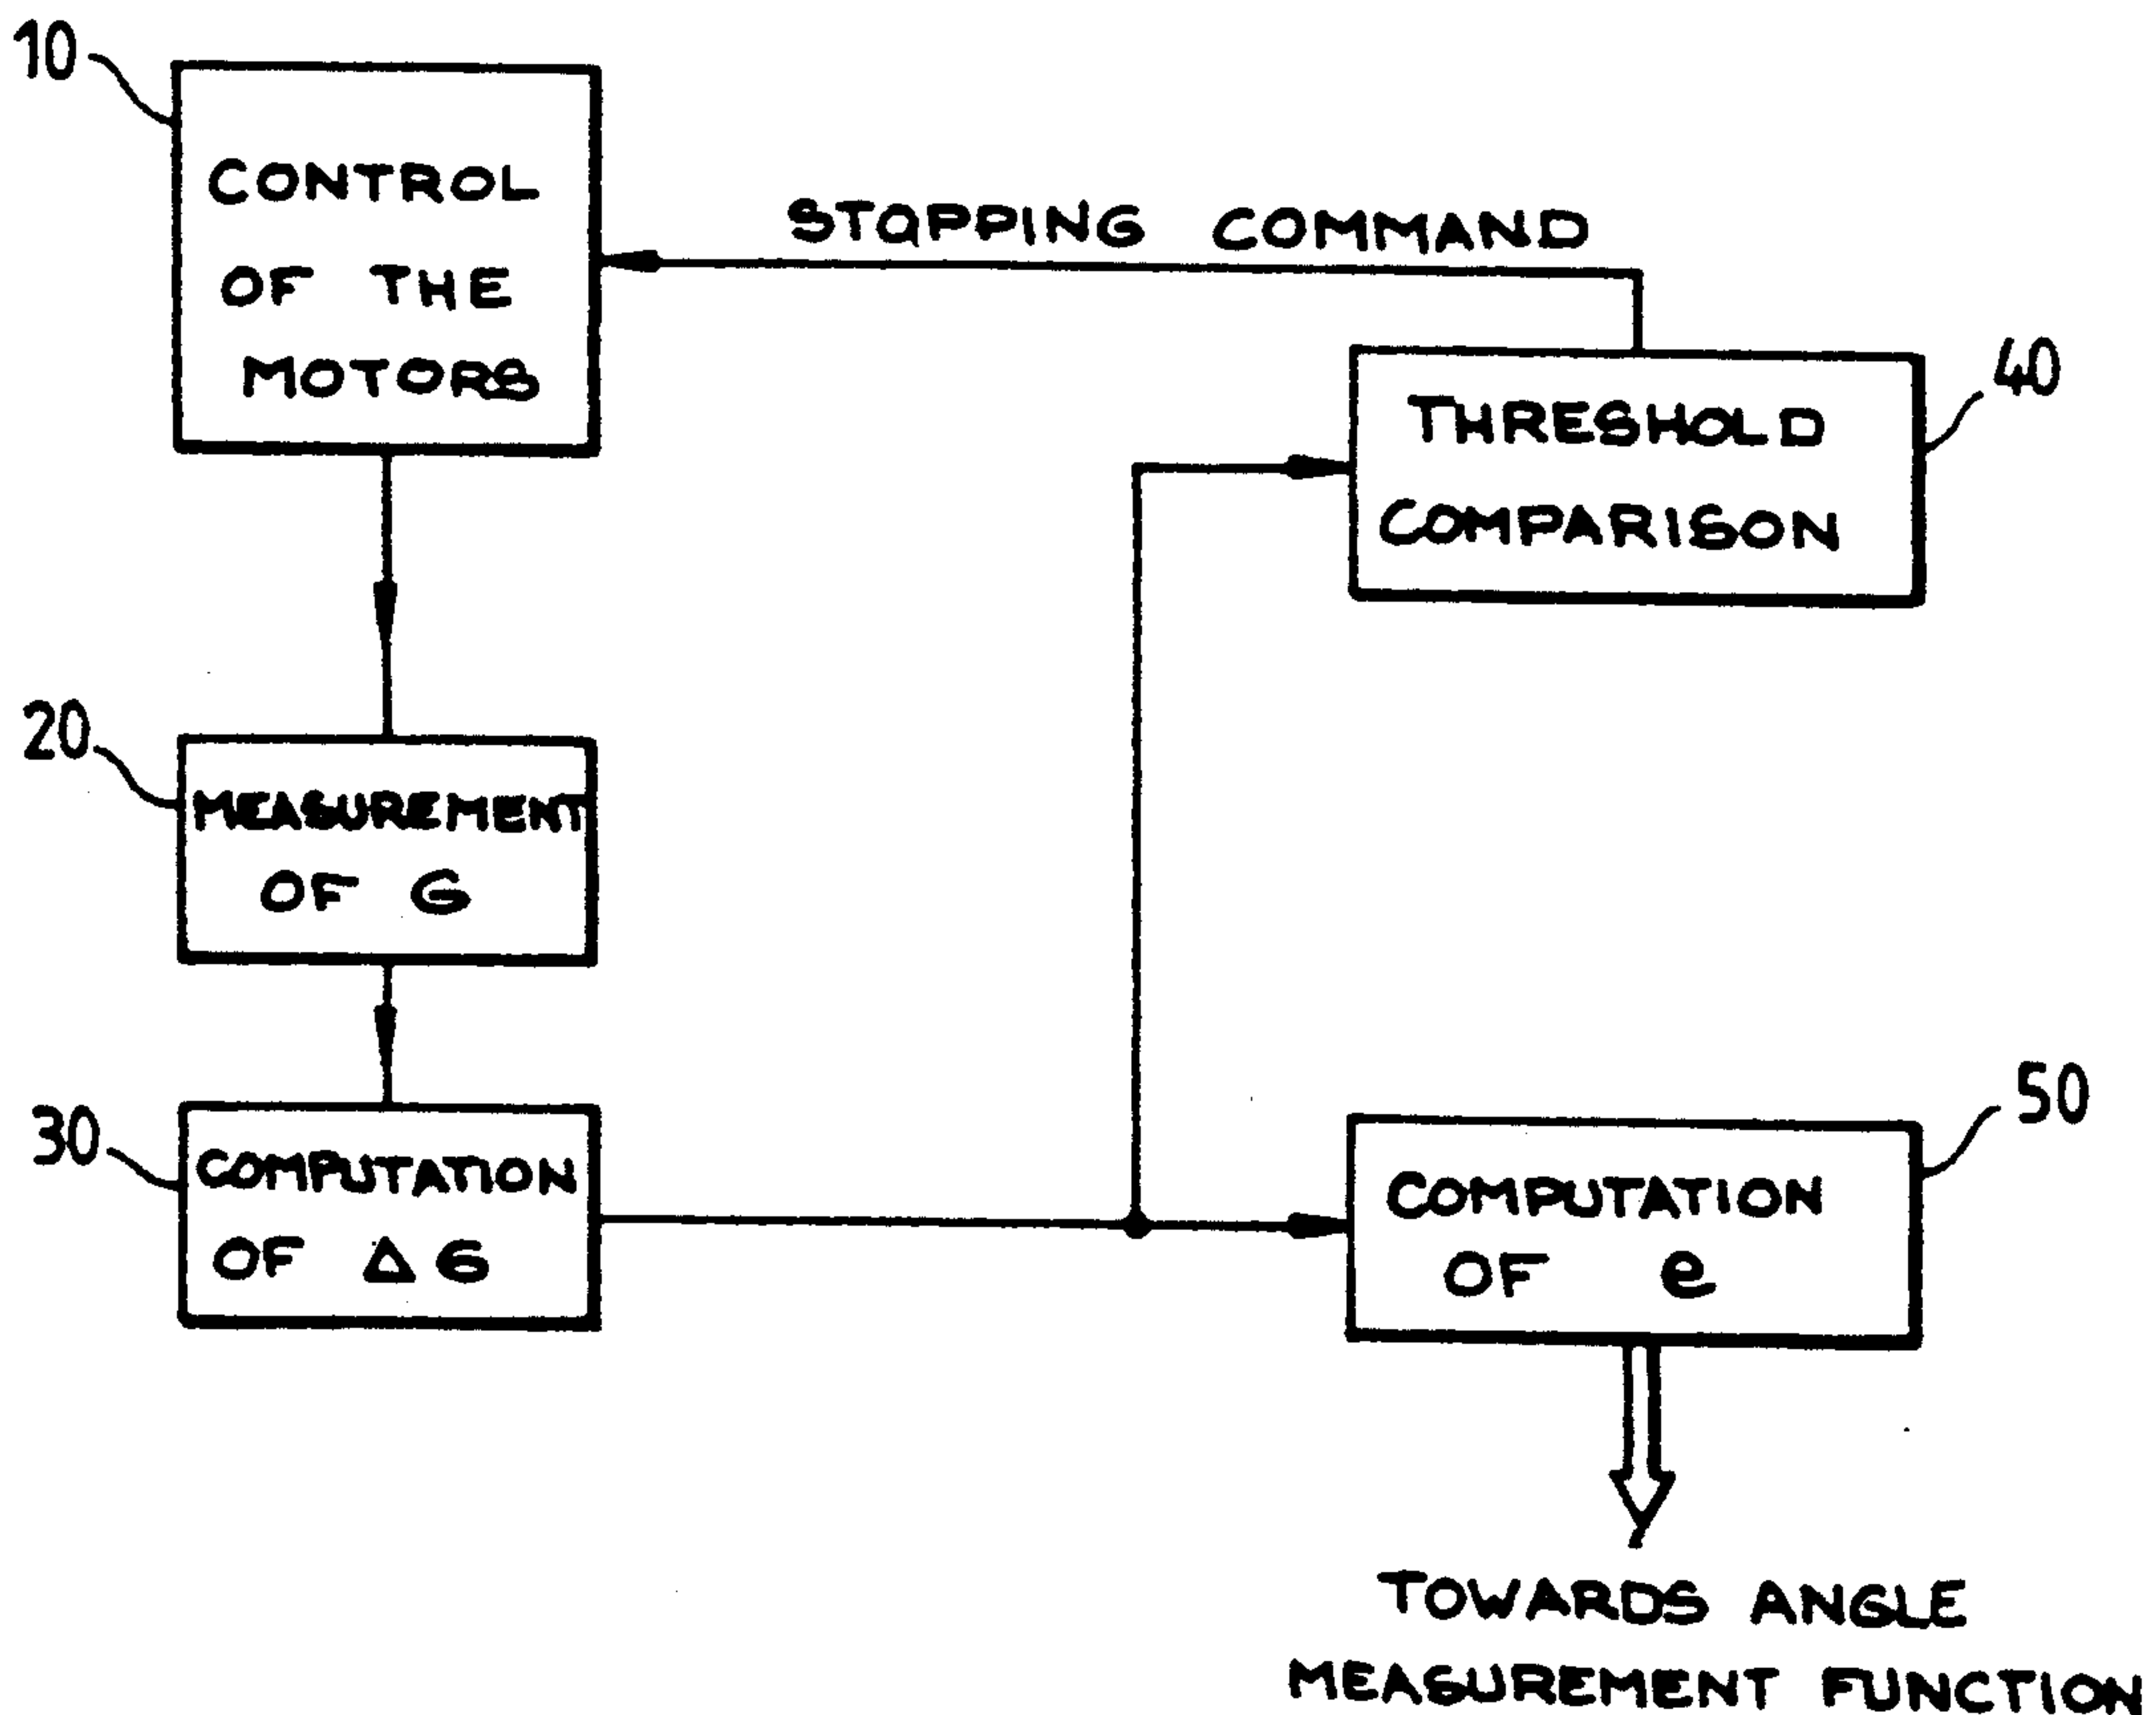 10
CONTROL
OF THE
MOTORS
STOPPING COMMAND
THRESHOLD
COMPARISON
40
20
MEASUREMENT
OF G
30
COMPUTATION
OF Δ G
COMPUTATION
OF e
50
TOWARDS ANGLE
MEASUREMENT FUNCTION